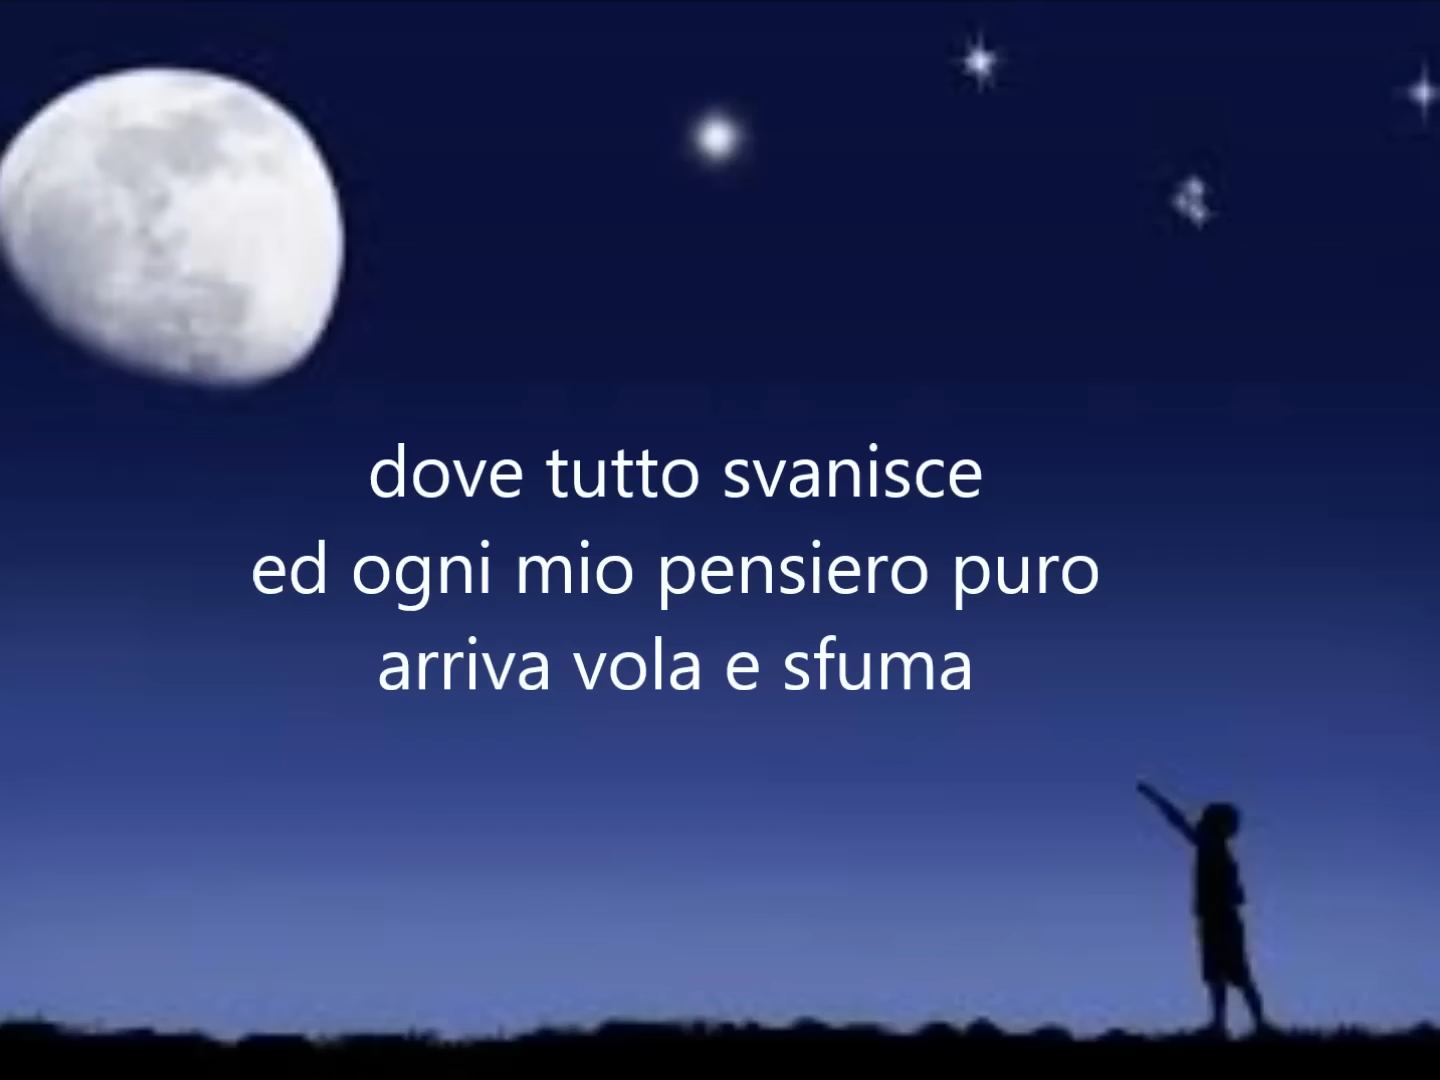 dove tutto svanisce
ed ogni mio pensiero puro
arriva vola e sfuma